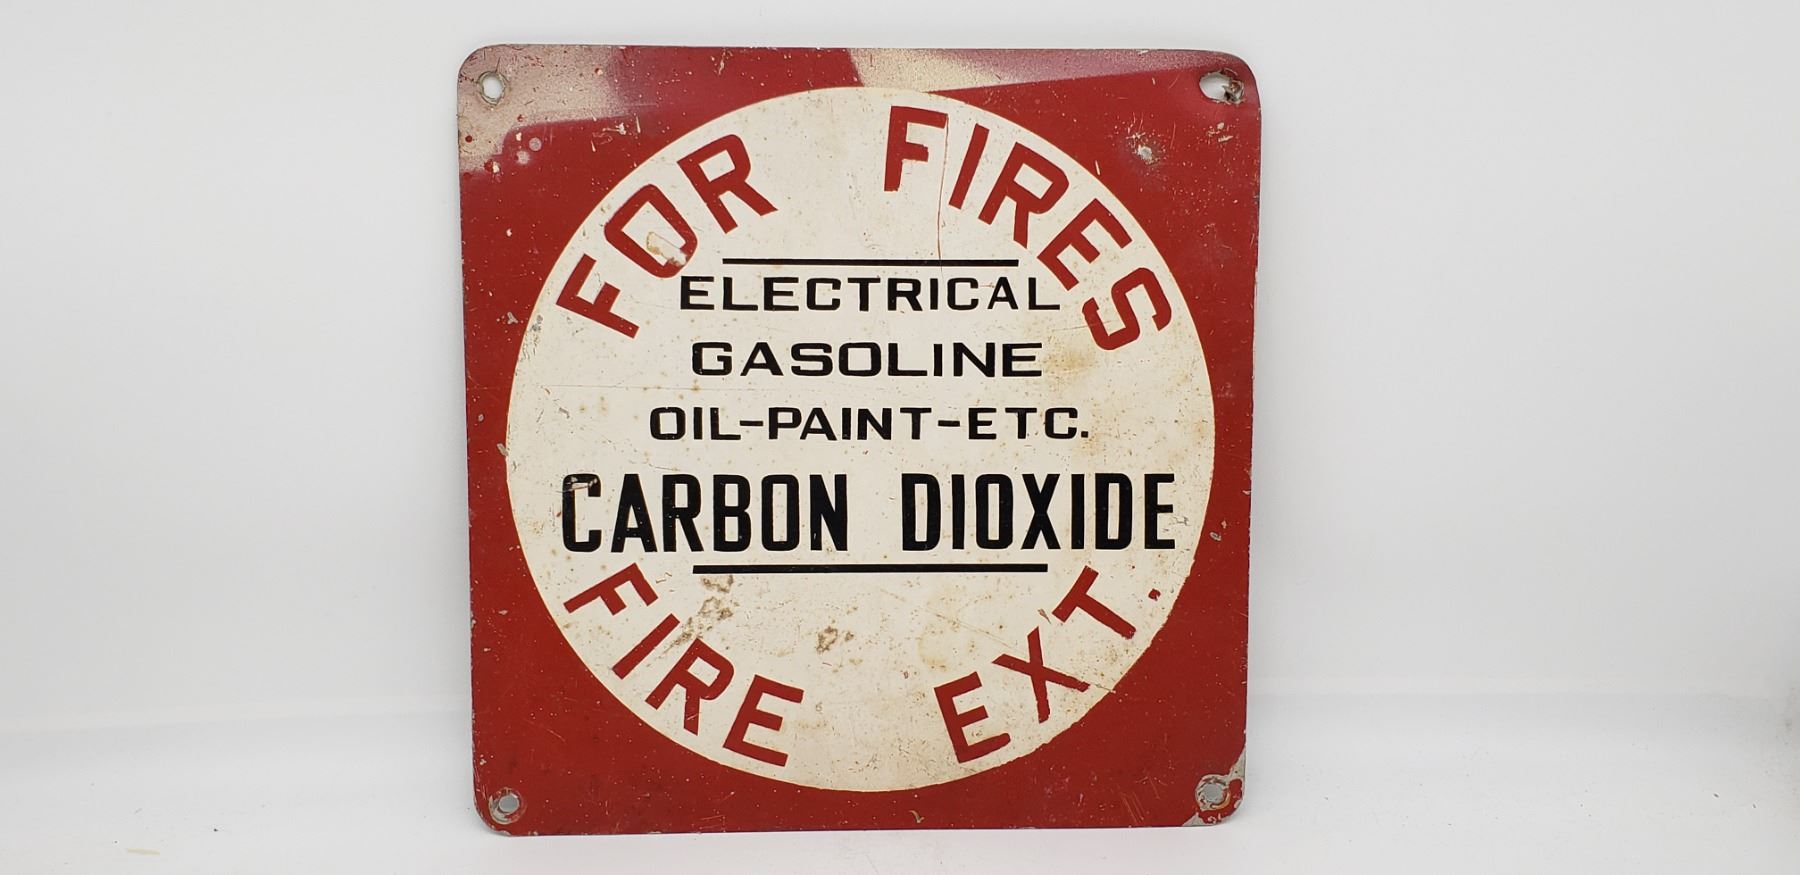 FOR FIRES
ELECTRICAL
GASOLINE
OIL-PAINT-ETC.
CARBON DIOXIDE
FIRE EXT.